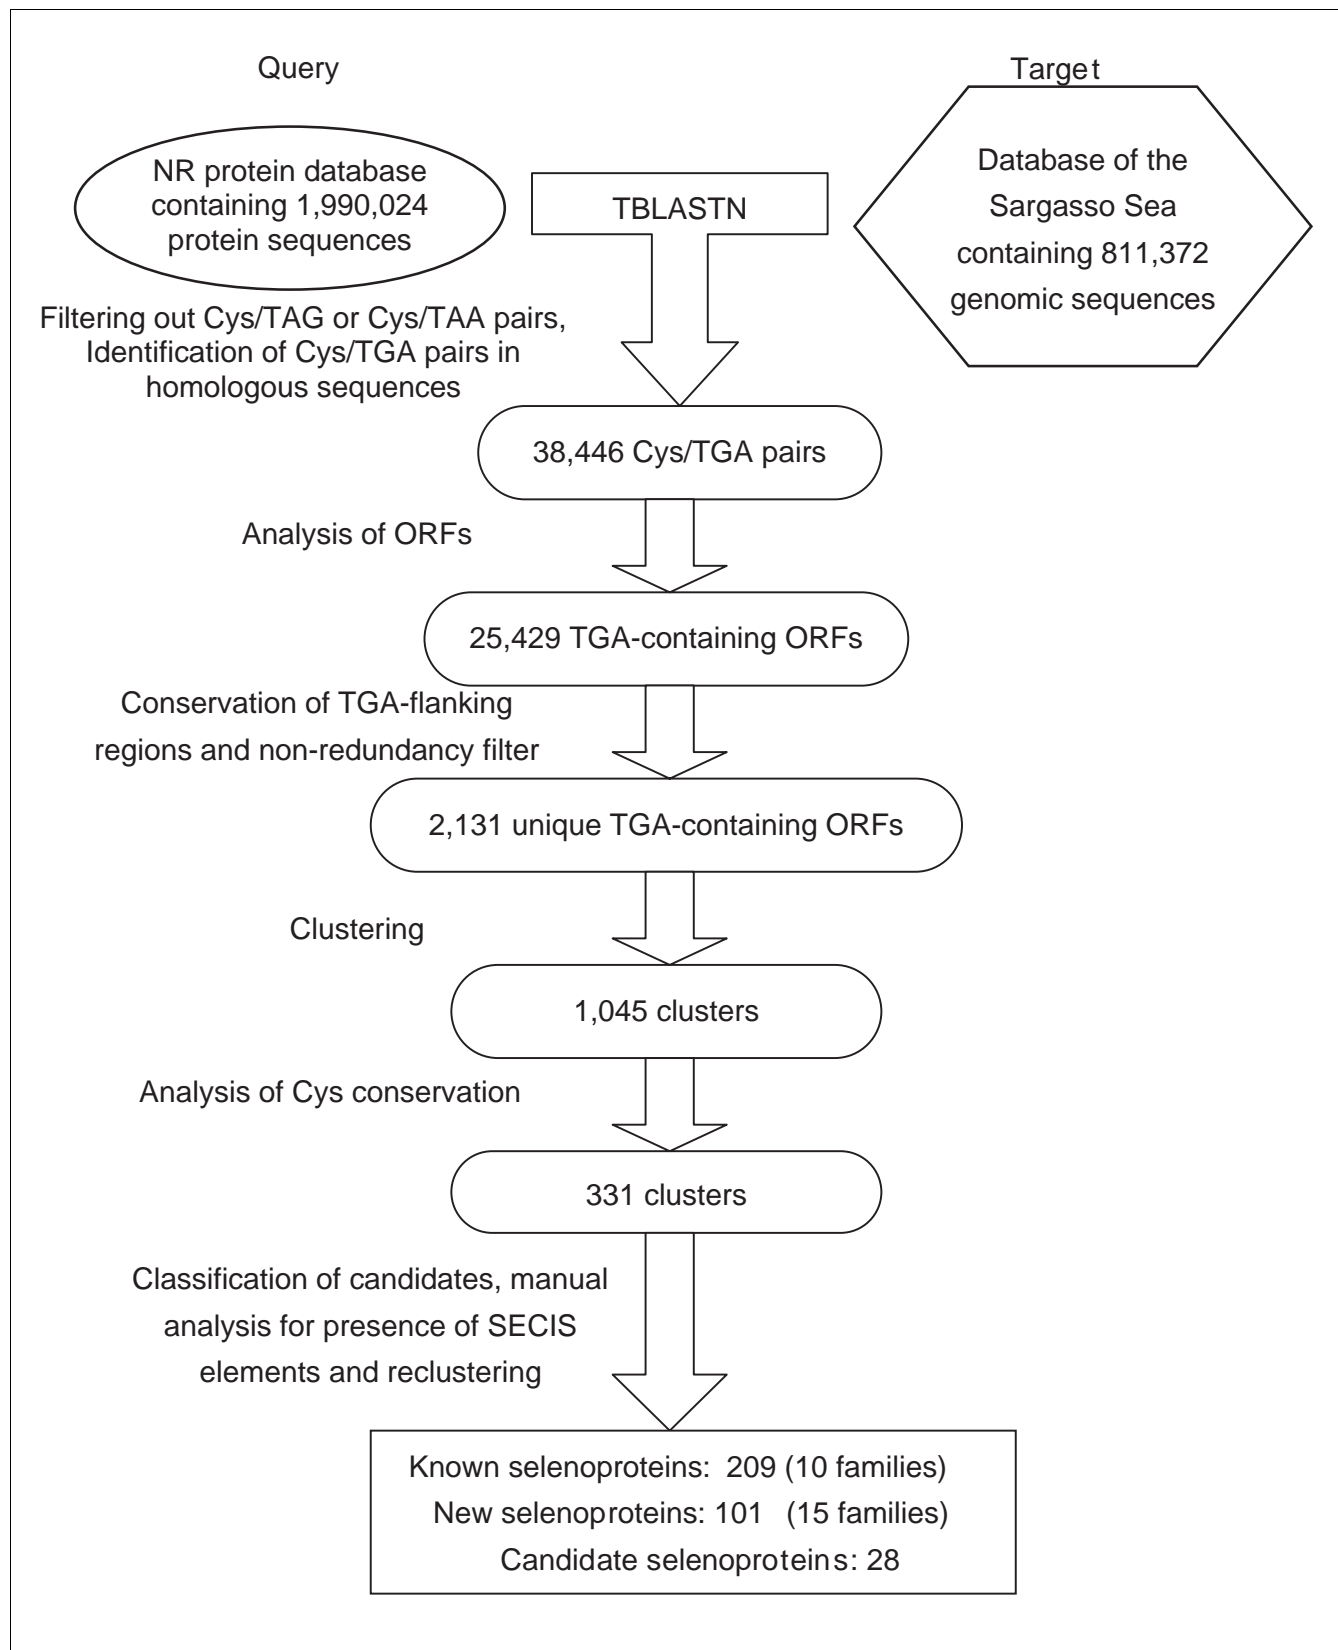 Query
Target
NR protein database
containing 1,990,024
protein sequences
TBLASTN
Database of the
Sargasso Sea
containing 811,372
genomic sequences
Filtering out Cys/TAG or Cys/TAA pairs,
Identification of Cys/TGA pairs in
homologous sequences
38,446 Cys/TGA pairs
Analysis of ORFs
25,429 TGA-containing ORFs
Conservation of TGA-flanking
regions and non-redundancy filter
2,131 unique TGA-containing ORFs
Clustering
1,045 clusters
Analysis of Cys conservation
331 clusters
Classification of candidates, manual
analysis for presence of SECIS
elements and reclustering
Known selenoproteins: 209 (10 families)
New selenoproteins: 101 (15 families)
Candidate selenoproteins: 28